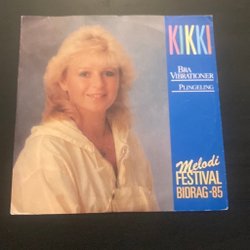 KIKKI
BRA
VIBRATIONER
PLINGELING
Melodi
FESTIVAL
BIDRAG-85